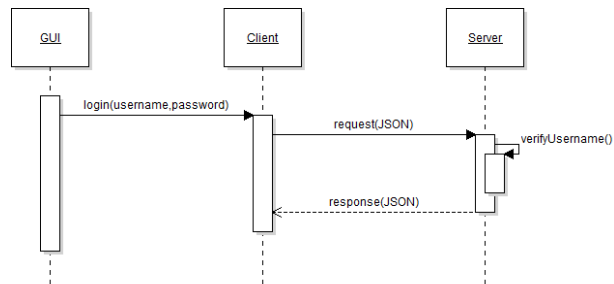 GUI
Client
Server
login(username,password)
request(JSON)
verifyUsername()
response(JSON)